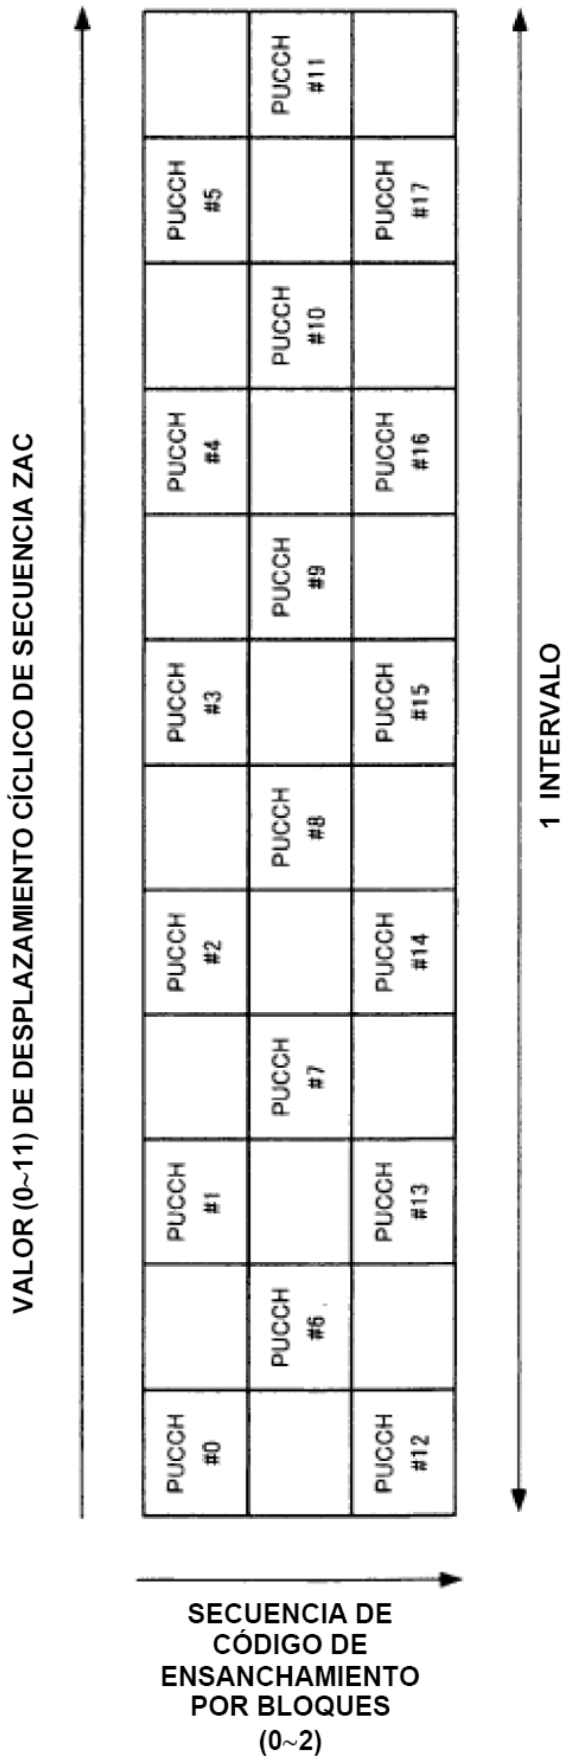 VALOR (0~11) DE DESPLAZAMIENTO CÍCLICO DE SECUENCIA ZAC
PUCCH
#0
PUCCH
#1
PUCCH
#2
PUCCH
#3
PUCCH
#4
PUCCH
#5
PUCCH
#6
PUCCH
#7
PUCCH
#8
PUCCH
#9
PUCCH
#10
PUCCH
#11
PUCCH
#12
PUCCH
#13
PUCCH
#14
PUCCH
#15
PUCCH
#16
PUCCH
#17
1 INTERVALO
SECUENCIA DE
CÓDIGO DE
ENSANCHAMIENTO
POR BLOQUES
(0~2)